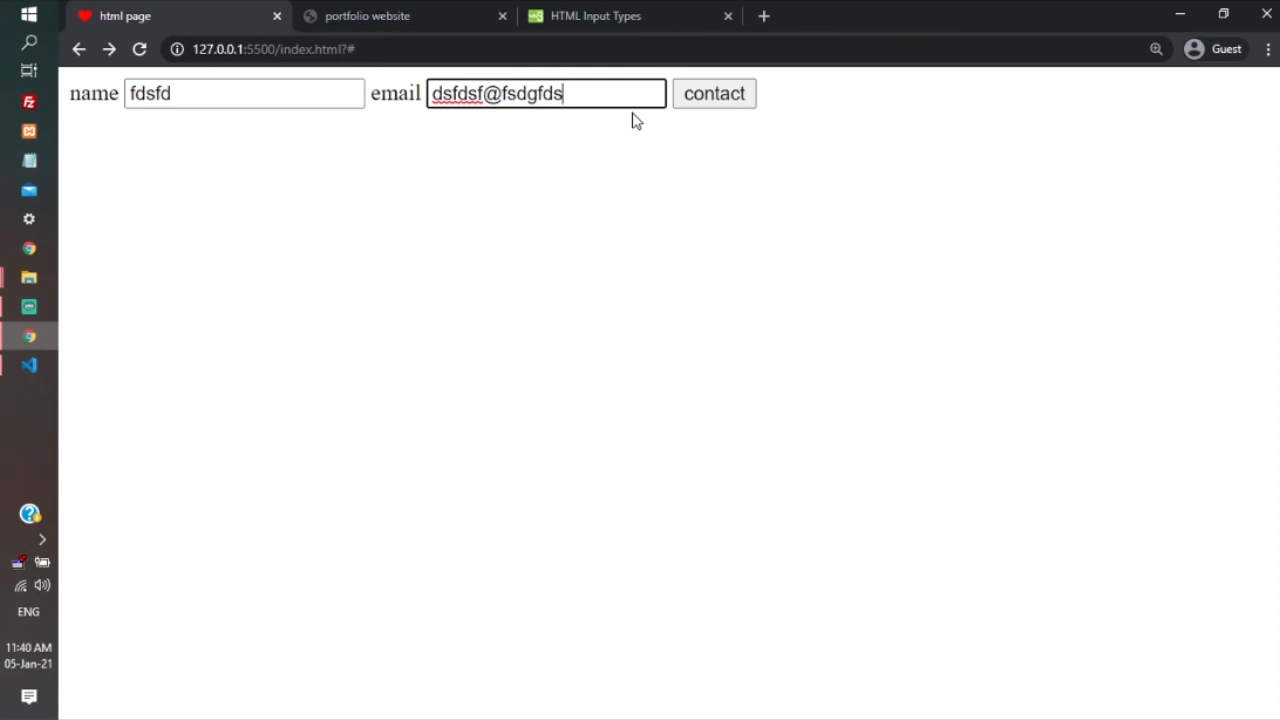 html page
portfolio website
HTML Input Types
127.0.0.1:5500/index.html?#
Guest
name fdsfd email dsfdsf@fsdgfds contact
ENG
11:40 AM
05-Jan-21